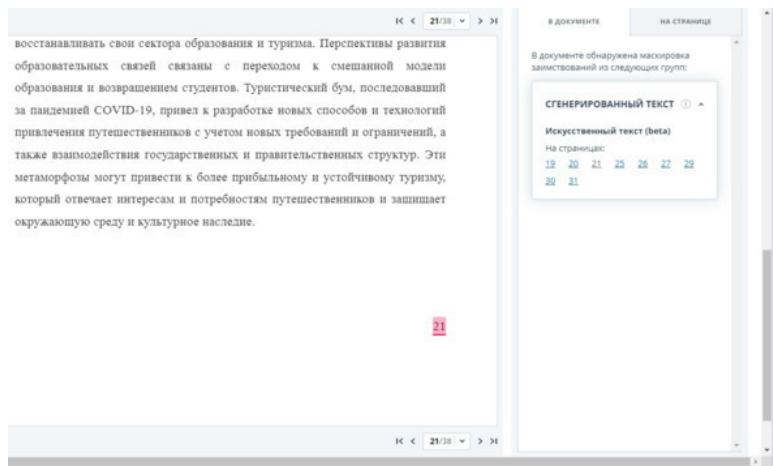 21/38
В ДОКУМЕНТЕ
НА СТРАНИЦЕ
восстанавливать свои сектора образования и туризма. Перспективы развития
образовательных связей связаны с переходом к смешанной модели
образования и возвращением студентов. Туристический бум, последовавший
за пандемией COVID-19, привел к разработке новых способов и технологий
привлечения путешественников с учетом новых требований и ограничений, а
также взаимодействия государственных и правительственных структур. Эти
метаморфозы могут привести к более прибыльному и устойчивому туризму,
который отвечает интересам и потребностям путешественников и защищает
окружающую среду и культурное наследие.
21
21/38
В документе обнаружена маскировка
заимствований из следующих групп:
СГЕНЕРИРОВАННЫЙ ТЕКСТ
Искусственный текст (beta)
На страницах:
19 20 21 25 26 27 29
30 31